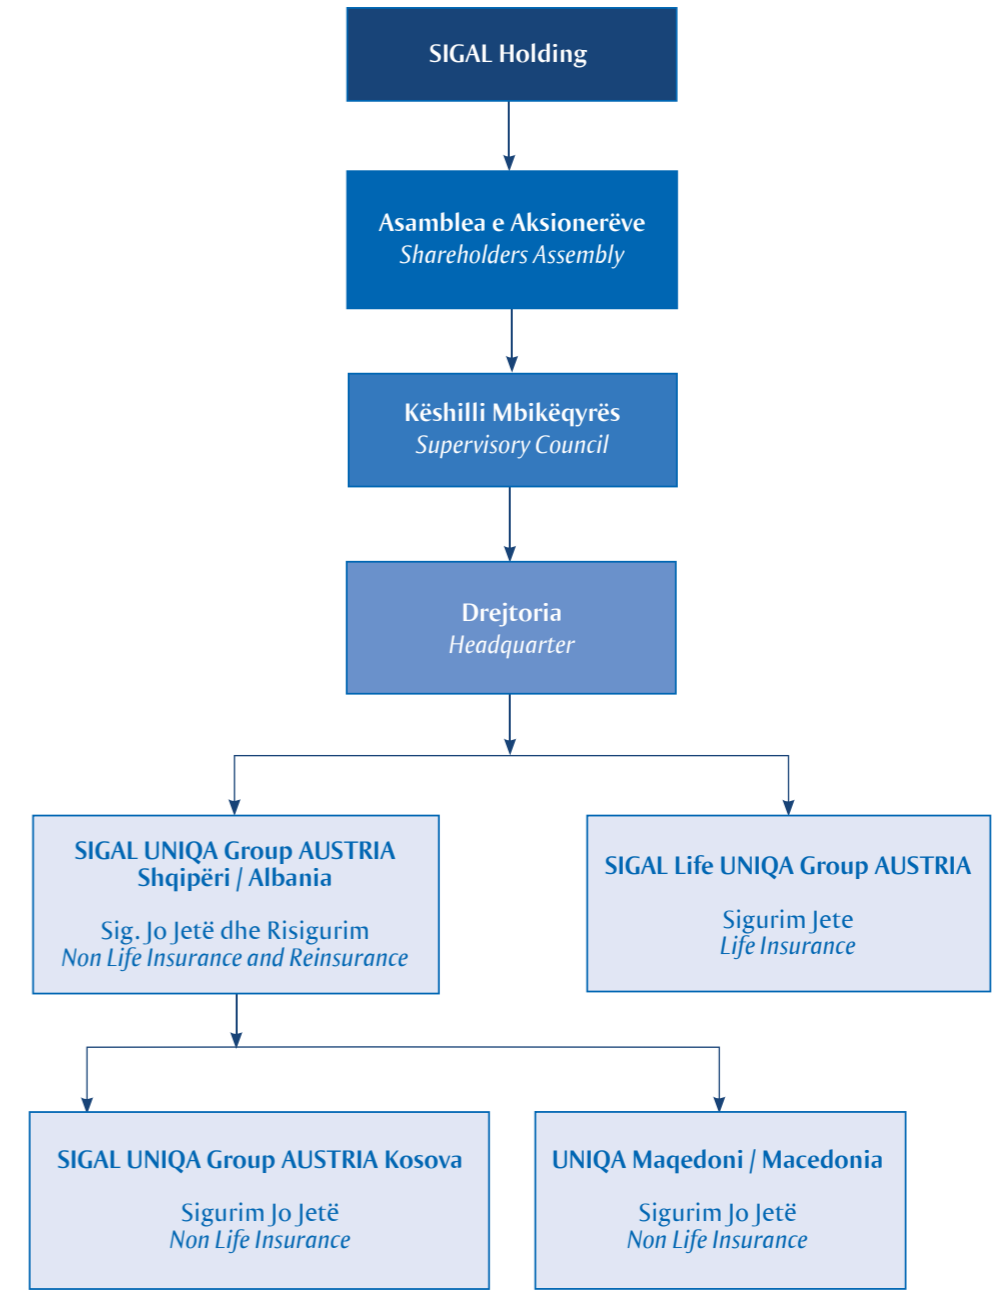 SIGAL Holding
Asamblea e Aksionerëve
Shareholders Assembly
Këshilli Mbikëqyrës
Supervisory Council
Drejtoria
Headquarter
SIGAL UNIQA Group AUSTRIA
Shqipëri / Albania
Sig. Jo Jetë dhe Risigurim
Non Life Insurance and Reinsurance
SIGAL Life UNIQA Group AUSTRIA
Sigurim Jete
Life Insurance
SIGAL UNIQA Group AUSTRIA Kosova
Sigurim Jo Jetë
Non Life Insurance
UNIQA Maqedoni / Macedonia
Sigurim Jo Jetë
Non Life Insurance